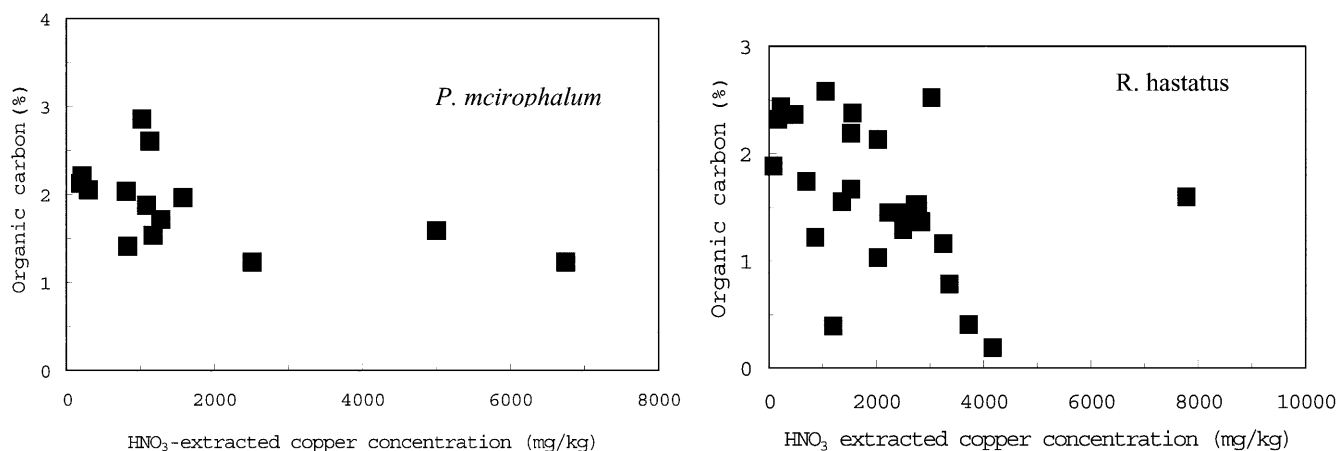 4
3
2
1
0
Organic carbon (%)
P. mcirophalum
0 2000 4000 6000 8000
HNO₃-extracted copper concentration (mg/kg)
3
2
1
0
Organic carbon (%)
R. hastatus
0 2000 4000 6000 8000 10000
HNO₃ extracted copper concentration (mg/kg)